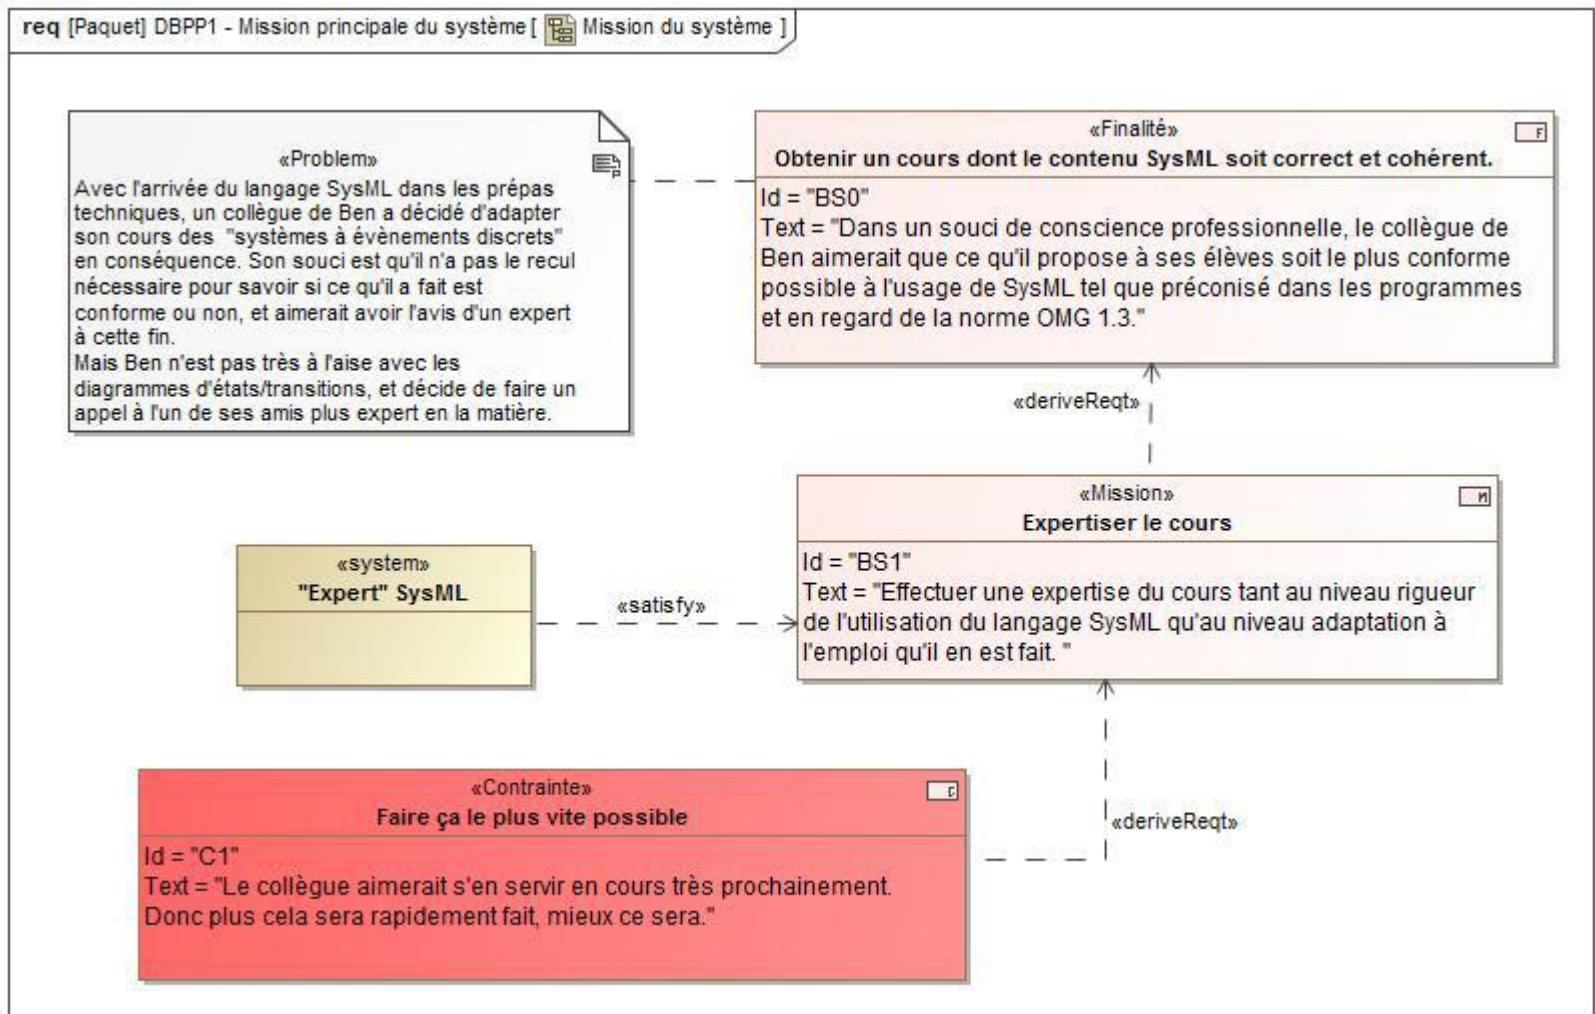 req [Paquet] DBPP1 - Mission principale du système [ Mission du système ]
«Problem»
Avec l'arrivée du langage SysML dans les prépas
techniques, un collègue de Ben a décidé d'adapter
son cours des "systèmes à évènements discrets"
en conséquence. Son souci est qu'il n'a pas le recul
nécessaire pour savoir si ce qu'il a fait est
conforme ou non, et aimerait avoir l'avis d'un expert
à cette fin.
Mais Ben n'est pas très à l'aise avec les
diagrammes d'états/transitions, et décide de faire un
appel à l'un de ses amis plus expert en la matière.
«Finalité»
F
Obtenir un cours dont le contenu SysML soit correct et cohérent.
Id = "BS0"
Text = "Dans un souci de conscience professionnelle, le collègue de
Ben aimerait que ce qu'il propose à ses élèves soit le plus conforme
possible à l'usage de SysML tel que préconisé dans les programmes
et en regard de la norme OMG 1.3."
«deriveReqt»
«Mission»
M
Expertiser le cours
Id = "BS1"
Text = "Effectuer une expertise du cours tant au niveau rigueur
de l'utilisation du langage SysML qu'au niveau adaptation à
l'emploi qu'il en est fait. "
«system»
"Expert" SysML
«satisfy»
«Contrainte»
C
Faire ça le plus vite possible
Id = "C1"
Text = "Le collègue aimerait s'en servir en cours très prochainement.
Donc plus cela sera rapidement fait, mieux ce sera."
«deriveReqt»